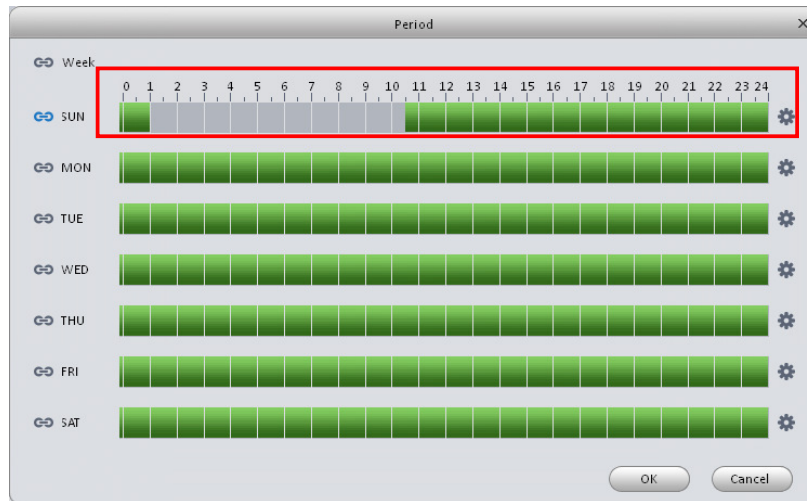 Period
Week
0 1 2 3 4 5 6 7 8 9 10 11 12 13 14 15 16 17 18 19 20 21 22 23 24
SUN
MON
TUE
WED
THU
FRI
SAT
OK Cancel